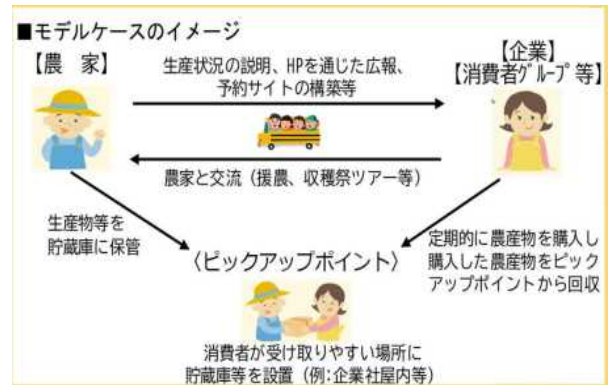 ■モデルケースのイメージ
【農　家】
生産状況の説明、HPを通じた広報、
予約サイトの構築等
【企業】
【消費者グループ等】
農家と交流（援農、収穫祭ツアー等）
生産物等を
貯蔵庫に保管
〈ピックアップポイント〉
定期的に農産物を購入し
購入した農産物をピック
アップポイントから回収
消費者が受け取りやすい場所に
貯蔵庫等を設置（例：企業社屋内等）